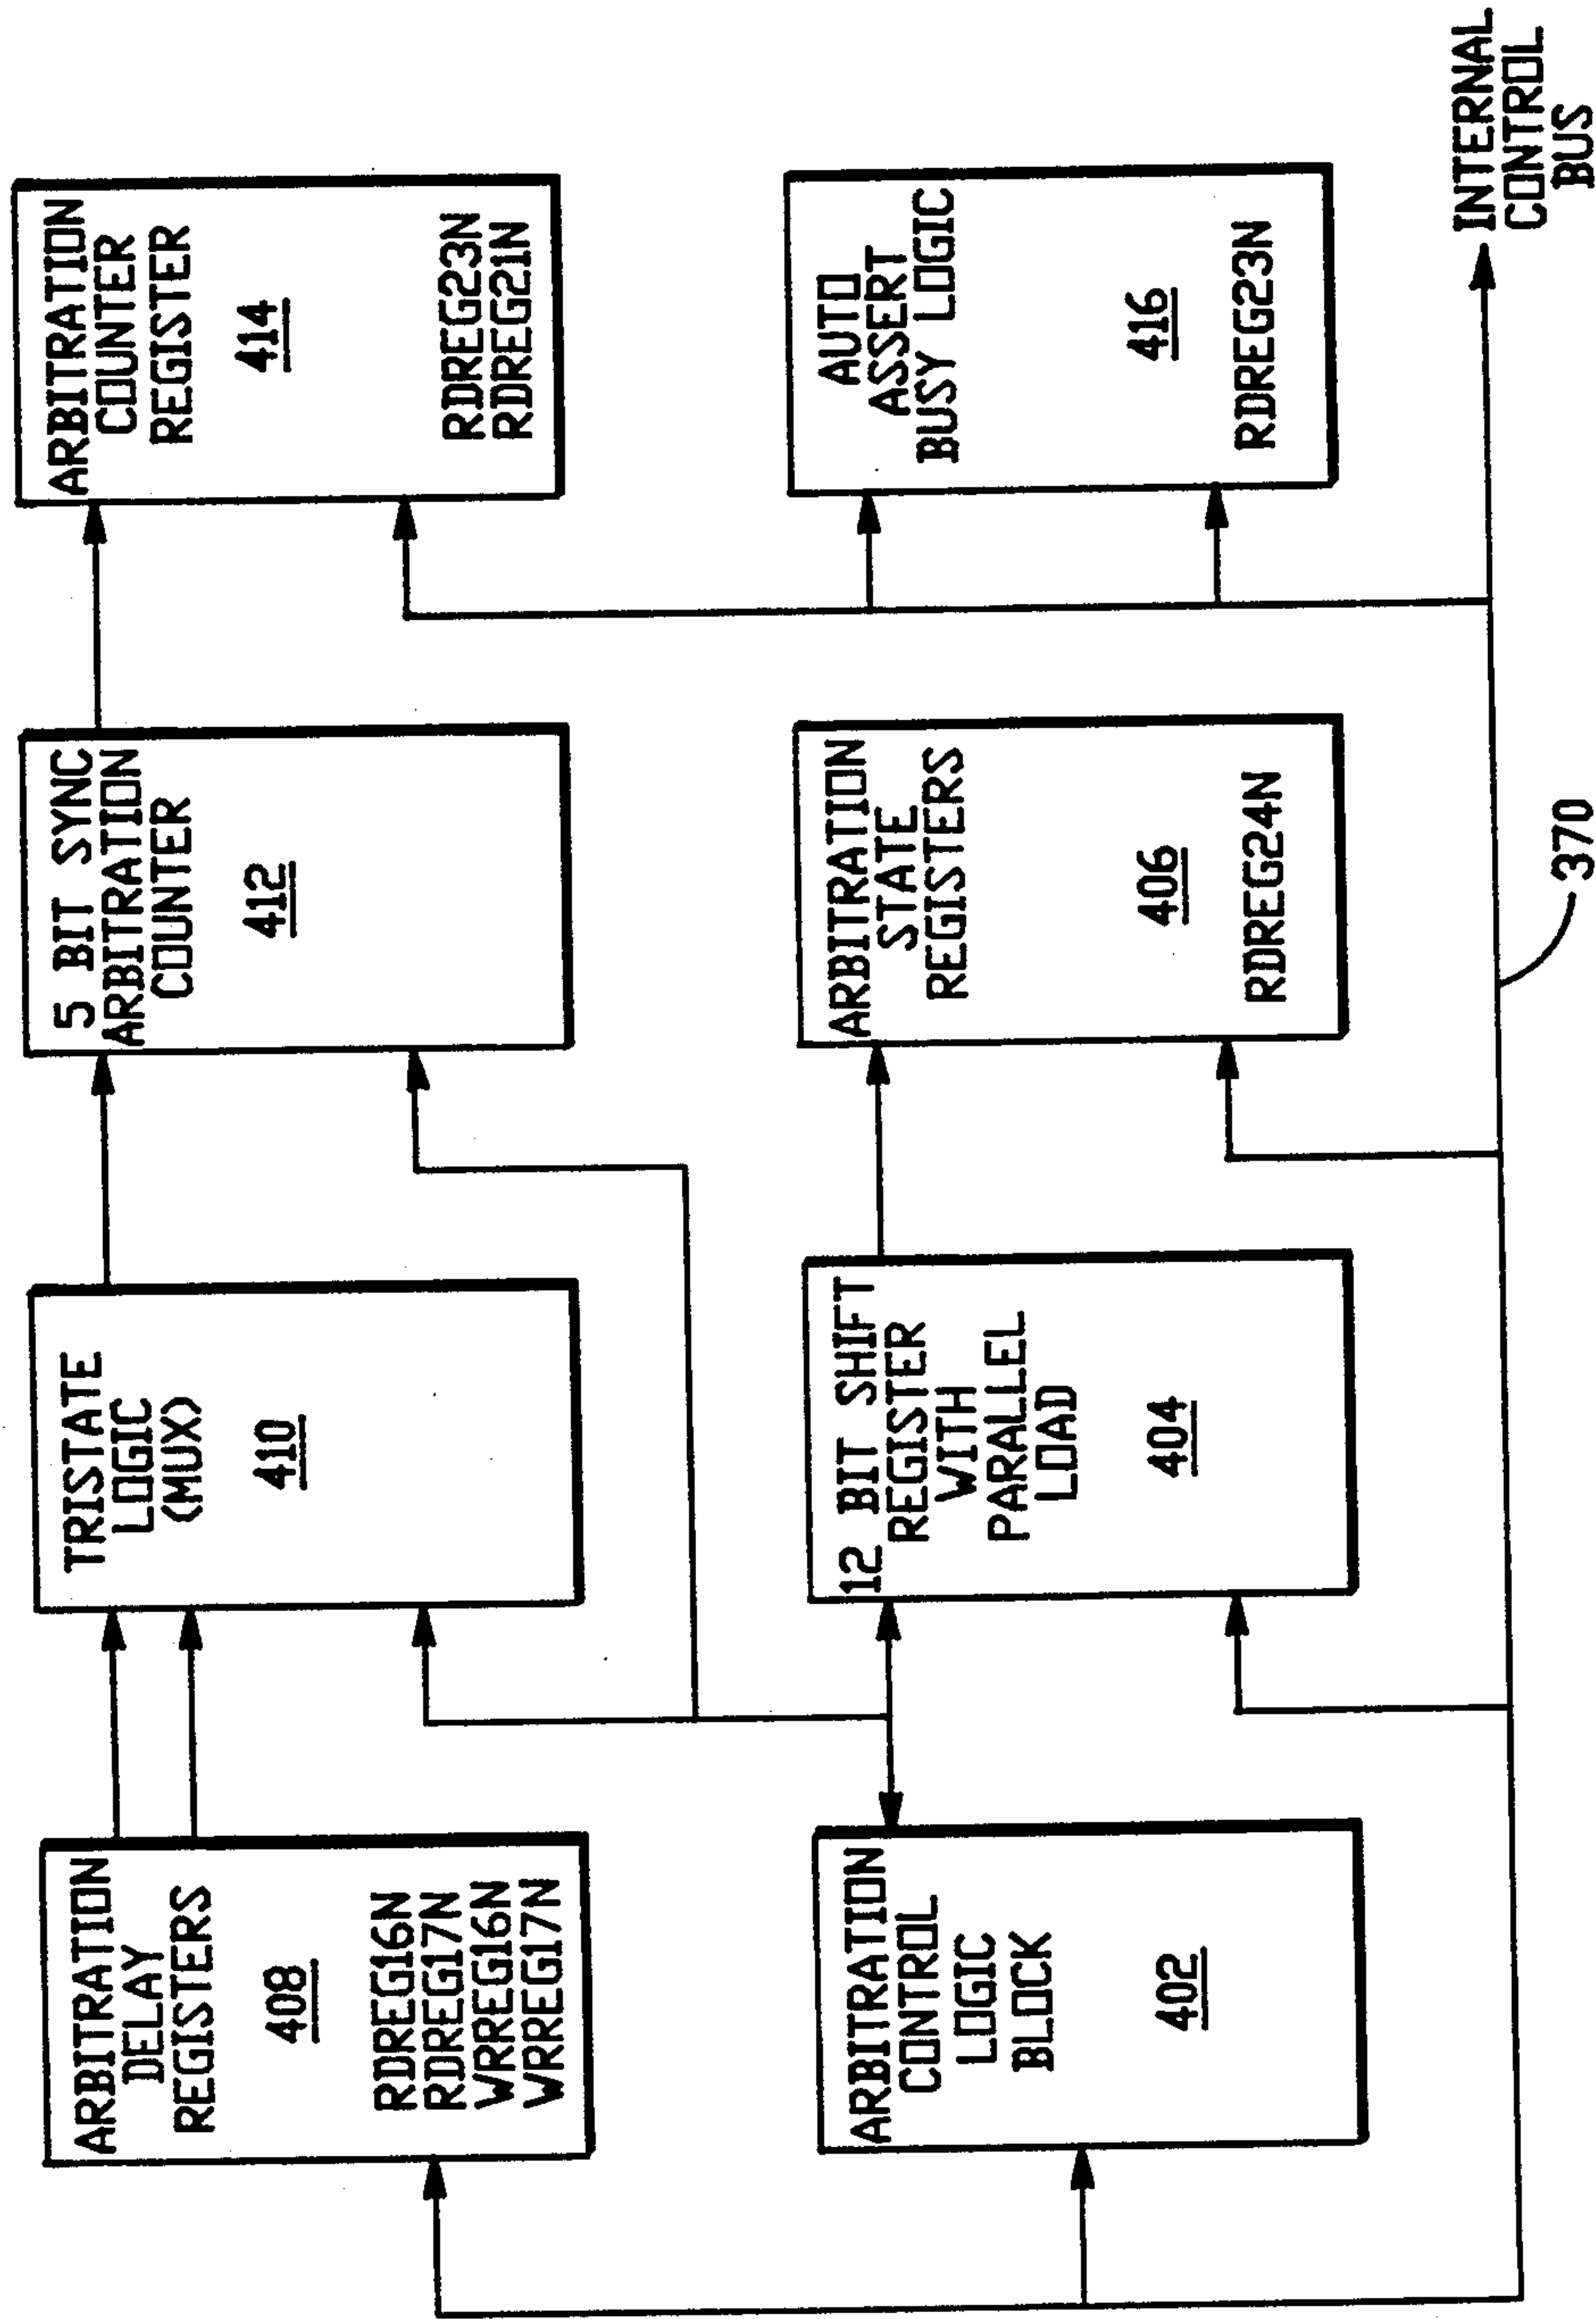 ARBITRATION
DELAY
REGISTERS
408
RDREG16N
RDREG17N
WRREG16N
WRREG17N
TRISTATE
LOGIC
(MUX)
410
5 BIT SYNC
ARBITRATION
COUNTER
412
ARBITRATION
COUNTER
REGISTER
414
RDREG23N
RDREG21N
ARBITRATION
CONTROL
LOGIC
BLOCK
402
12 BIT SHIFT
REGISTER
WITH
PARALLEL
LOAD
404
ARBITRATION
STATE
REGISTERS
406
RDREG24N
AUTO
ASSERT
BUSY LOGIC
416
RDREG23N
370
INTERNAL
CONTROL
BUS